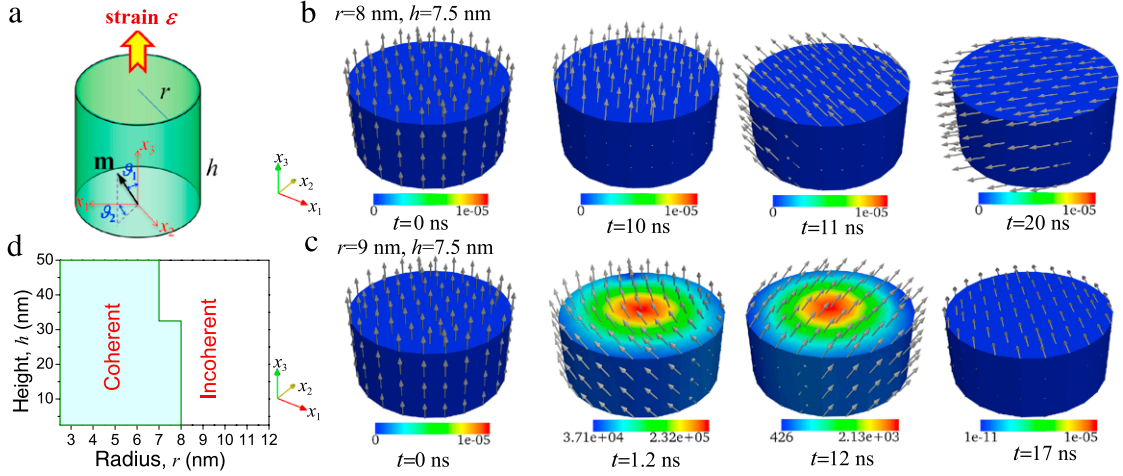 a
strain ε
r
h
m
x3
ϑ1
x1
ϑ2
x2
b
r=8 nm, h=7.5 nm
x3
x2
x1
0 1e-05
t=0 ns
0 1e-05
t=10 ns
0 1e-05
t=11 ns
0 1e-05
t=20 ns
c
r=9 nm, h=7.5 nm
x3
x2
x1
0 1e-05
t=0 ns
3.71e+04 2.32e+05
t=1.2 ns
426 2.13e+03
t=12 ns
1e-11 1e-05
t=17 ns
d
Height, h (nm)
50
40
30
20
10
Coherent
Incoherent
3 4 5 6 7 8 9 10 11 12
Radius, r (nm)